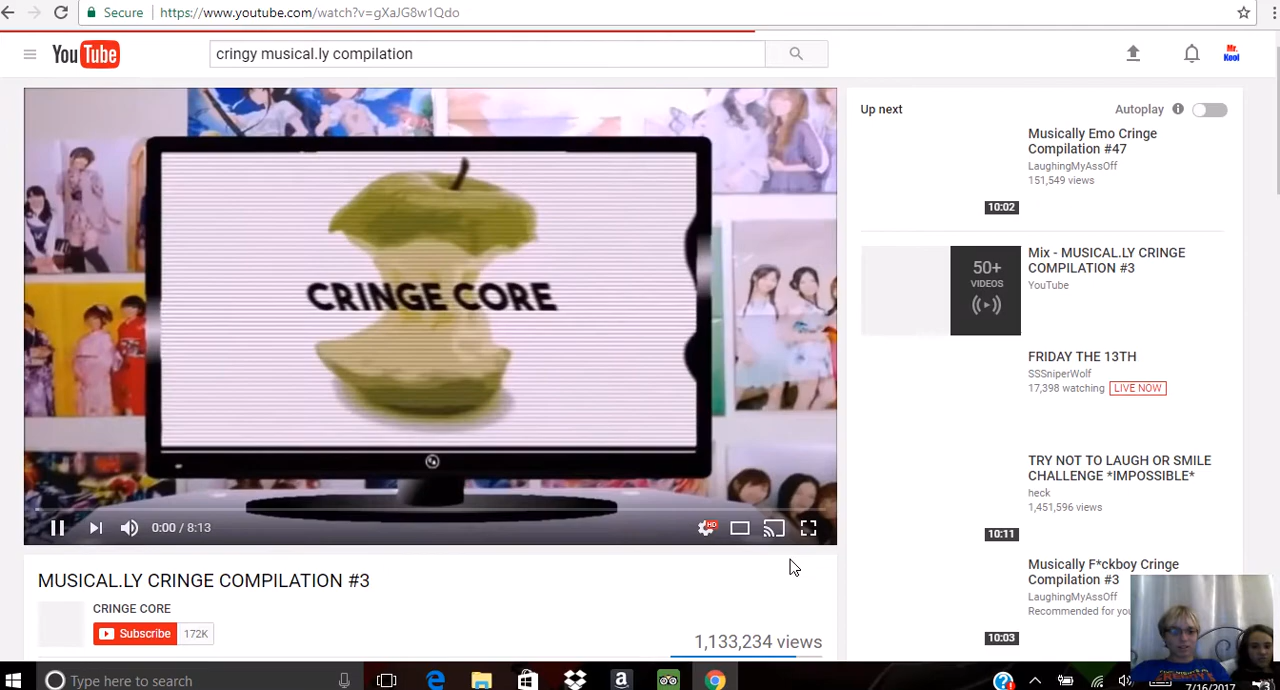 Secure
https://www.youtube.com/watch?v=gXaJG8w1Qdo
YouTube
cringy musical.ly compilation
Mr. Kool
CRINGE CORE
0:00 / 8:13
HD
MUSICAL.LY CRINGE COMPILATION #3
CRINGE CORE
Subscribe 172K
1,133,234 views
Up next
Autoplay
Musically Emo Cringe
Compilation #47
LaughingMyAssOff
151,549 views
10:02
50+
VIDEOS
Mix - MUSICAL.LY CRINGE
COMPILATION #3
YouTube
FRIDAY THE 13TH
SSSniperWolf
17,398 watching LIVE NOW
TRY NOT TO LAUGH OR SMILE
CHALLENGE *IMPOSSIBLE*
heck
1,451,596 views
10:11
Musically F*ckboy Cringe
Compilation #3
LaughingMyAssOff
Recommended for you
10:03
Type here to search
7/16/2017